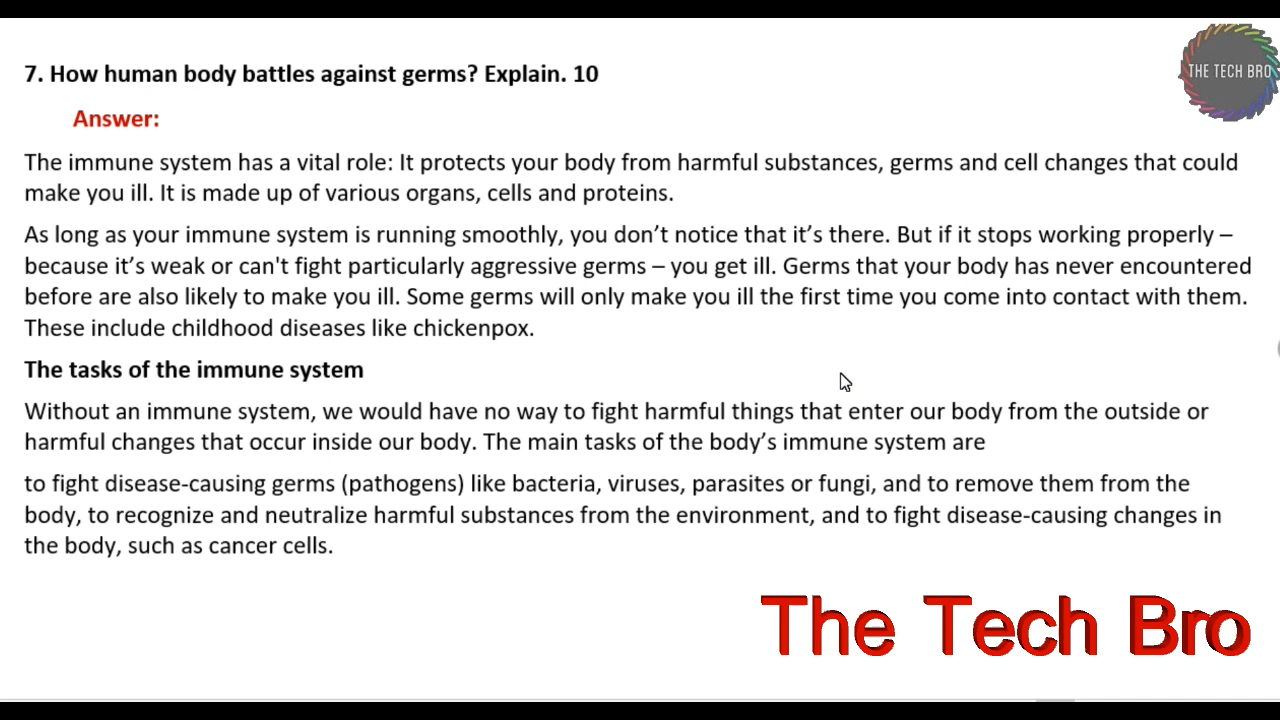 THE TECH BRO
7. How human body battles against germs? Explain. 10
Answer:
The immune system has a vital role: It protects your body from harmful substances, germs and cell changes that could
make you ill. It is made up of various organs, cells and proteins.
As long as your immune system is running smoothly, you don’t notice that it’s there. But if it stops working properly –
because it’s weak or can't fight particularly aggressive germs – you get ill. Germs that your body has never encountered
before are also likely to make you ill. Some germs will only make you ill the first time you come into contact with them.
These include childhood diseases like chickenpox.
The tasks of the immune system
Without an immune system, we would have no way to fight harmful things that enter our body from the outside or
harmful changes that occur inside our body. The main tasks of the body’s immune system are
to fight disease-causing germs (pathogens) like bacteria, viruses, parasites or fungi, and to remove them from the
body, to recognize and neutralize harmful substances from the environment, and to fight disease-causing changes in
the body, such as cancer cells.
The Tech Bro